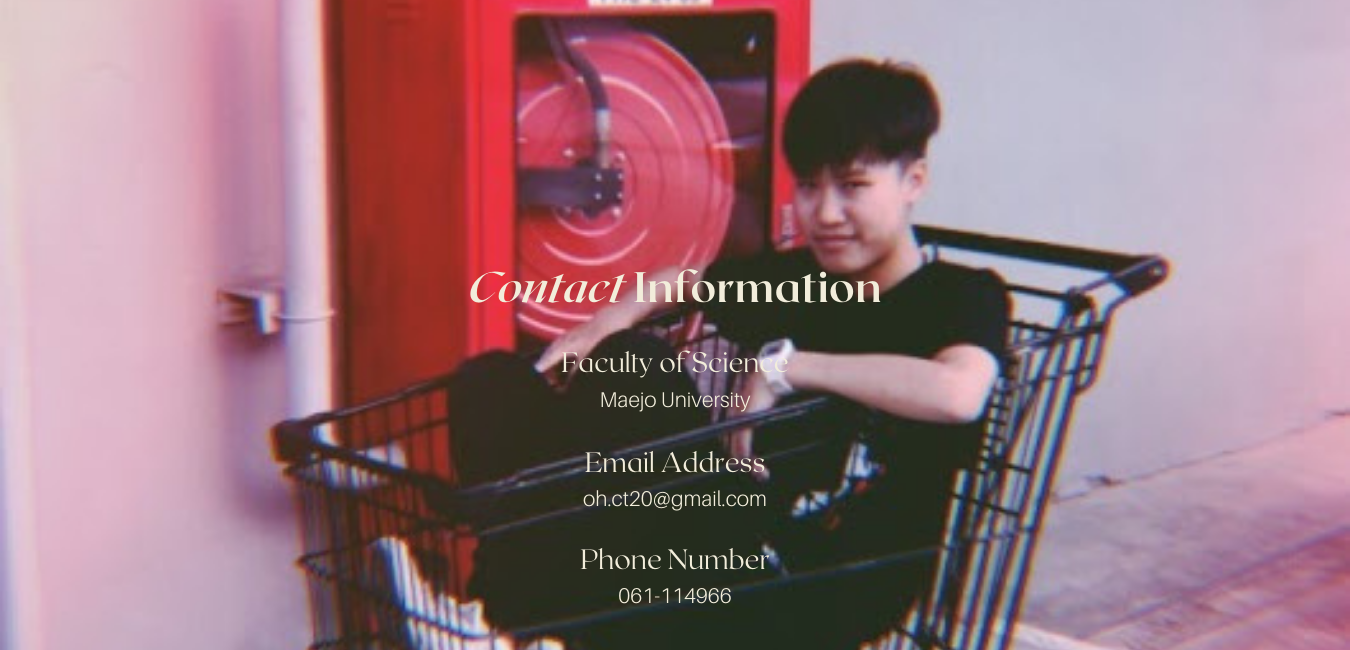 Contact Information
Faculty of Science
Maejo University
Email Address
oh.ct20@gmail.com
Phone Number
061-114966